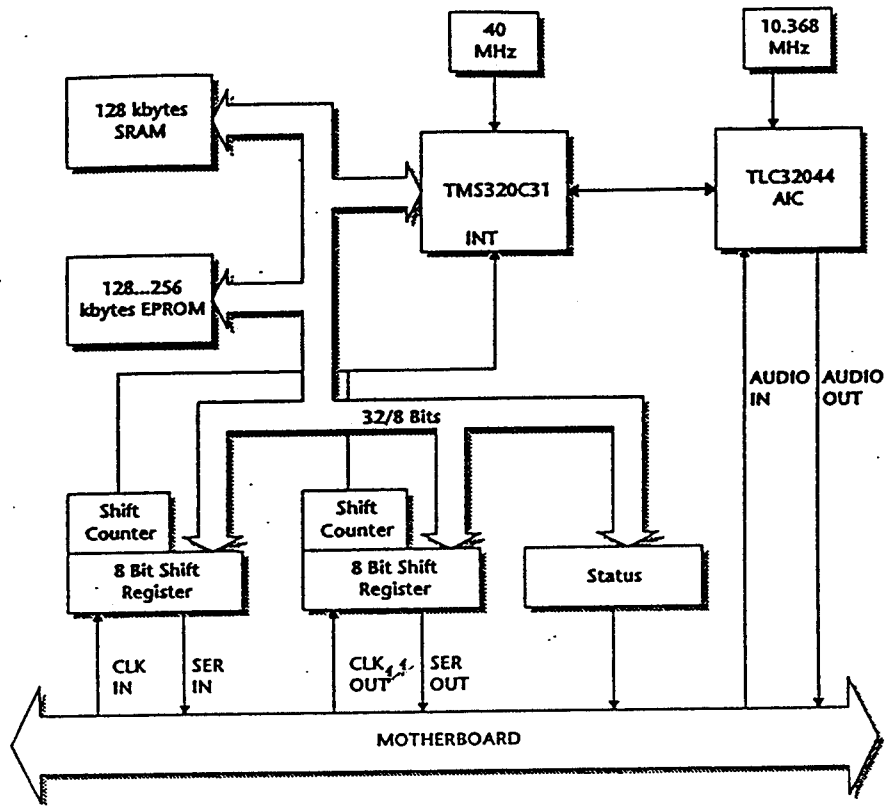 40
MHz
10.368
MHz
128 kbytes
SRAM
TMS320C31
INT
TLC32044
AIC
128...256
kbytes EPROM
AUDIO
IN
AUDIO
OUT
32/8 Bits
Shift
Counter
8 Bit Shift
Register
Shift
Counter
8 Bit Shift
Register
Status
CLK
IN
SER
IN
CLK
OUT
SER
OUT
MOTHERBOARD